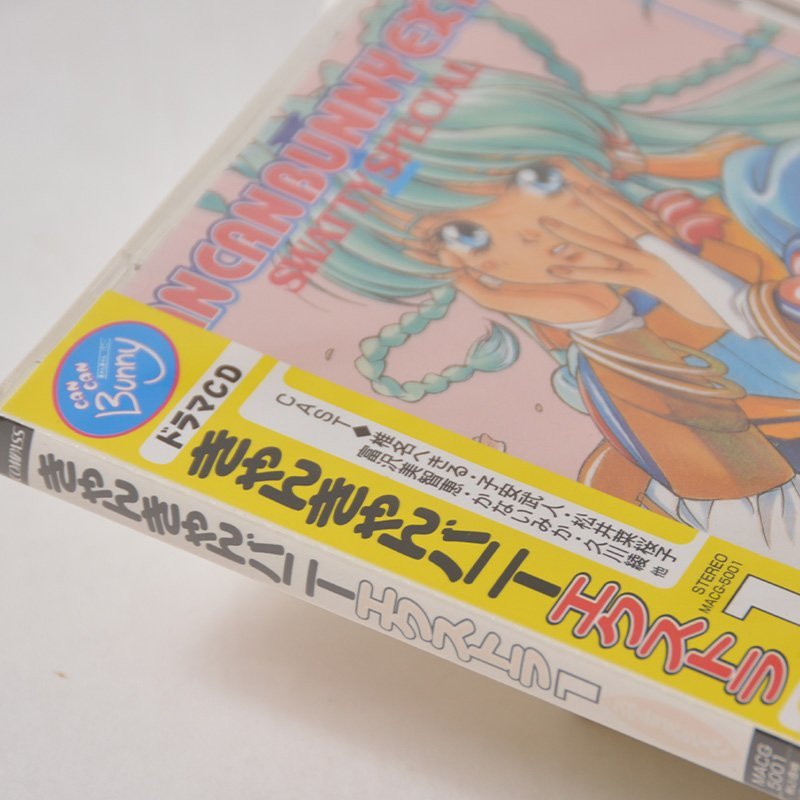 CANCAN BUNNY EX
SWATTY SPECIAL
CAN CAN
Bunny
ドラマCD
CAST◆椎名へきる・子安武人・松井菜桜子
富沢美智恵・かないみか・久川綾 他
きゃんきゃんバニーエクストラ
STEREO
MACG-5001
1
COMPASS
きゃんきゃんバニーエクストラ1
MACG
5001